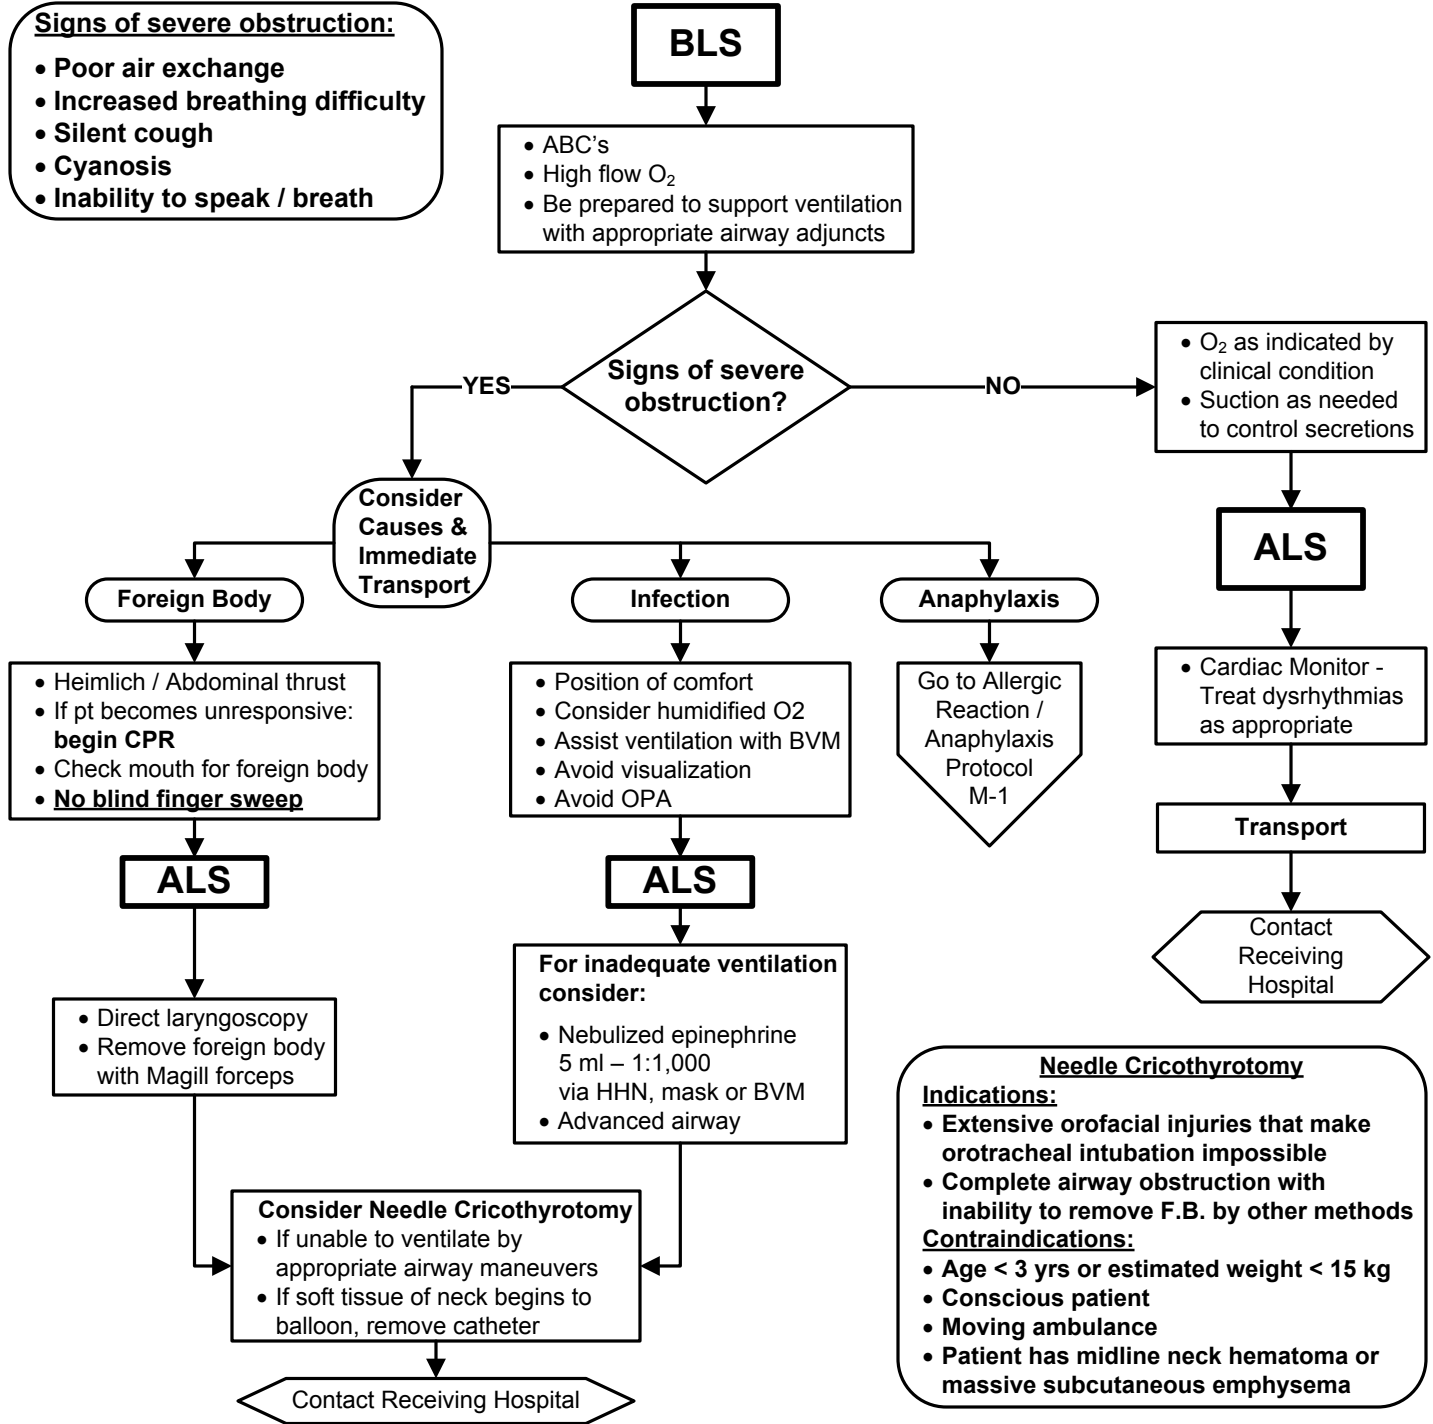 Signs of severe obstruction:
• Poor air exchange
• Increased breathing difficulty
• Silent cough
• Cyanosis
• Inability to speak / breath
BLS
• ABC’s
• High flow O₂
• Be prepared to support ventilation
with appropriate airway adjuncts
Signs of severe
obstruction?
YES
NO
• O₂ as indicated by
clinical condition
• Suction as needed
to control secretions
ALS
• Cardiac Monitor -
Treat dysrhythmias
as appropriate
Transport
Contact
Receiving
Hospital
Consider
Causes &
Immediate
Transport
Foreign Body
• Heimlich / Abdominal thrust
• If pt becomes unresponsive:
begin CPR
• Check mouth for foreign body
• No blind finger sweep
ALS
• Direct laryngoscopy
• Remove foreign body
with Magill forceps
Infection
• Position of comfort
• Consider humidified O2
• Assist ventilation with BVM
• Avoid visualization
• Avoid OPA
ALS
For inadequate ventilation
consider:
• Nebulized epinephrine
5 ml – 1:1,000
via HHN, mask or BVM
• Advanced airway
Anaphylaxis
Go to Allergic
Reaction /
Anaphylaxis
Protocol
M-1
Consider Needle Cricothyrotomy
• If unable to ventilate by
appropriate airway maneuvers
• If soft tissue of neck begins to
balloon, remove catheter
Contact Receiving Hospital
Needle Cricothyrotomy
Indications:
• Extensive orofacial injuries that make
orotracheal intubation impossible
• Complete airway obstruction with
inability to remove F.B. by other methods
Contraindications:
• Age < 3 yrs or estimated weight < 15 kg
• Conscious patient
• Moving ambulance
• Patient has midline neck hematoma or
massive subcutaneous emphysema